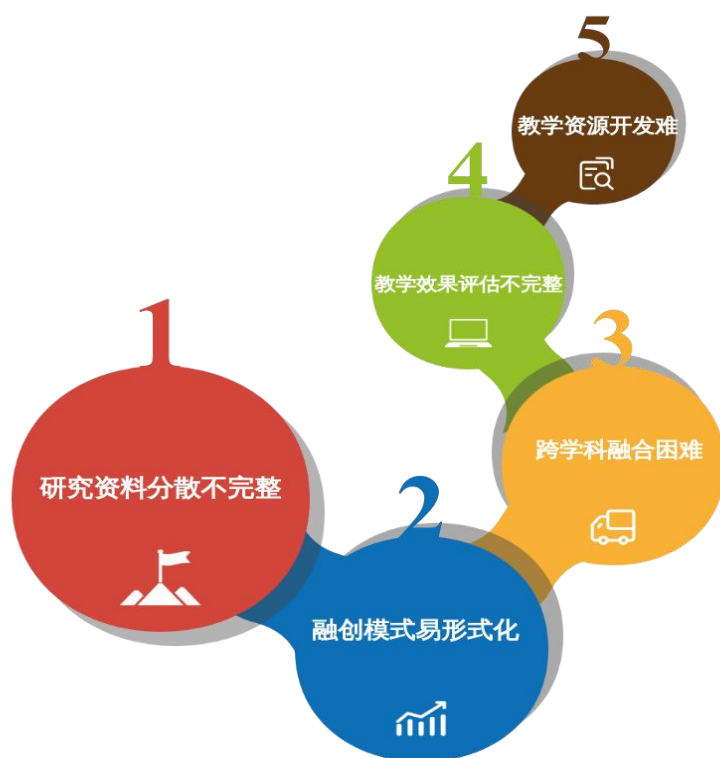 1
研究资料分散不完整
2
融创模式易形式化
3
跨学科融合困难
4
教学效果评估不完整
5
教学资源开发难